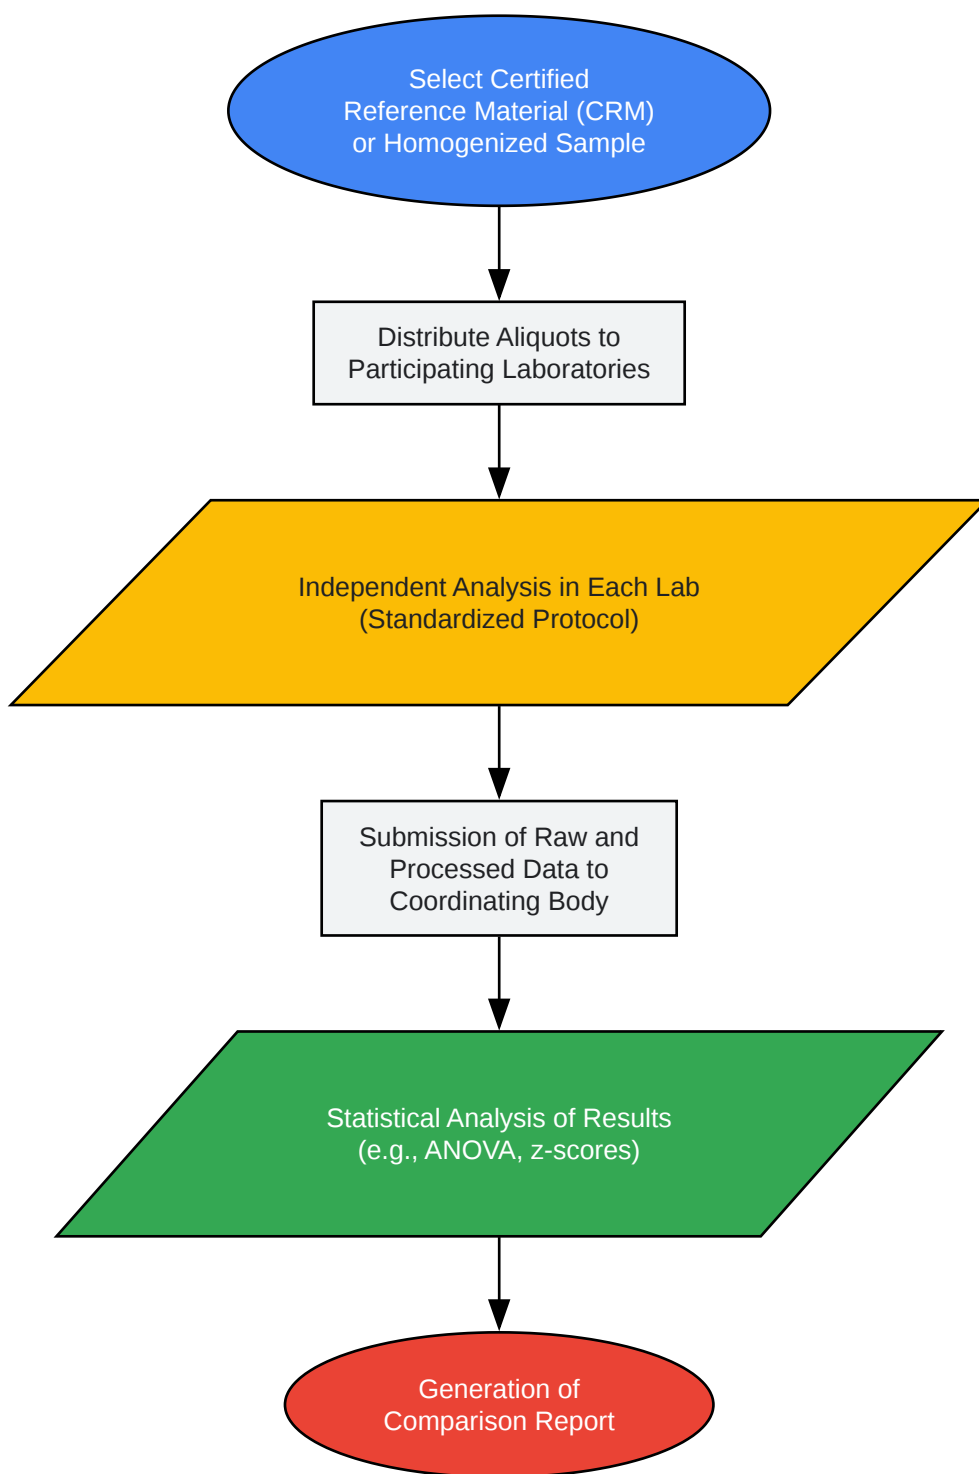 Select Certified
Reference Material (CRM)
or Homogenized Sample
Distribute Aliquots to
Participating Laboratories
Independent Analysis in Each Lab
(Standardized Protocol)
Submission of Raw and
Processed Data to
Coordinating Body
Statistical Analysis of Results
(e.g., ANOVA, z-scores)
Generation of
Comparison Report